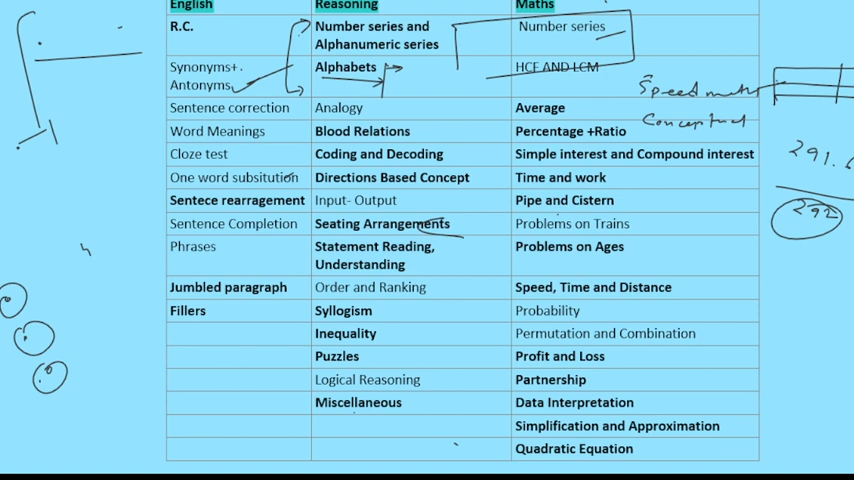 English Reasoning Maths
R.C. Number series and Alphanumeric series Number series
Synonyms+. Antonyms Alphabets HCF AND LCM
Speed maths
Sentence correction Analogy Average
Conceptual
Word Meanings Blood Relations Percentage +Ratio
Cloze test Coding and Decoding Simple interest and Compound interest
291.6
One word subsitution Directions Based Concept Time and work
Sentece rearragement Input- Output Pipe and Cistern
292
Sentence Completion Seating Arrangements Problems on Trains
Phrases Statement Reading, Understanding Problems on Ages
Jumbled paragraph Order and Ranking Speed, Time and Distance
Fillers Syllogism Probability
Inequality Permutation and Combination
Puzzles Profit and Loss
Logical Reasoning Partnership
Miscellaneous Data Interpretation
Simplification and Approximation
Quadratic Equation